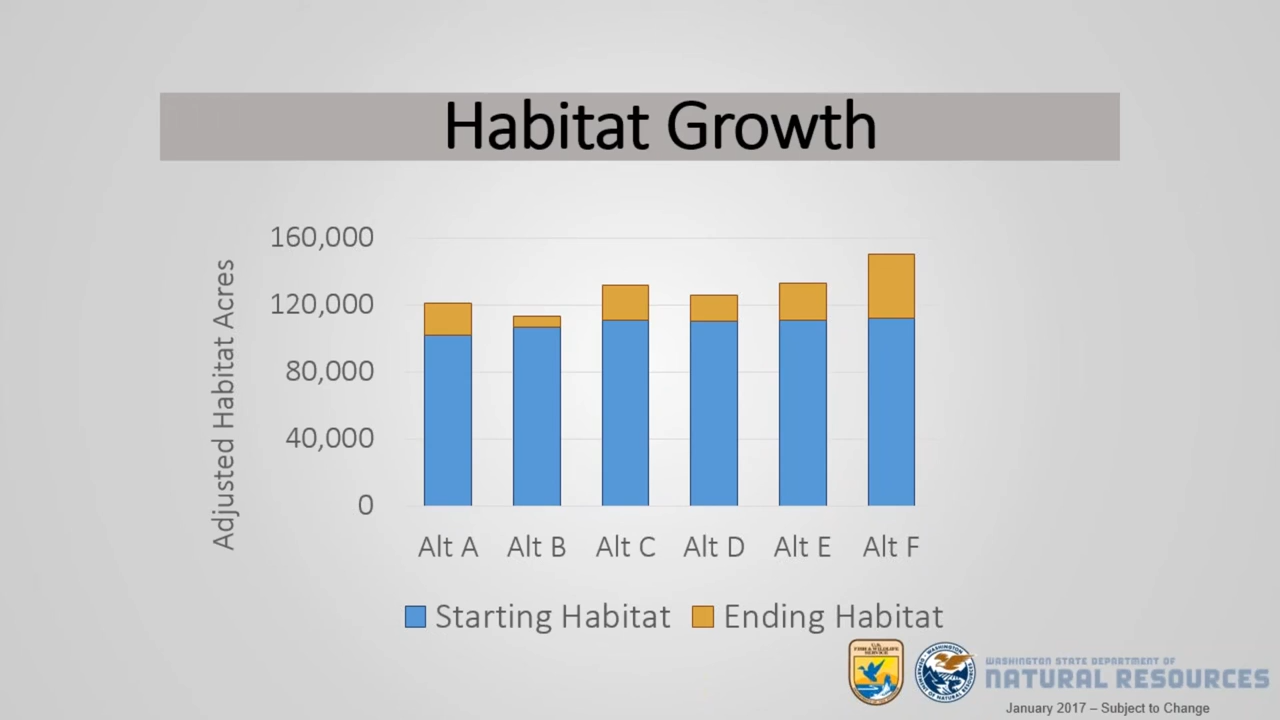 Habitat Growth
Adjusted Habitat Acres
160,000
120,000
80,000
40,000
0
Alt A Alt B Alt C Alt D Alt E Alt F
Starting Habitat Ending Habitat
U.S.
FISH & WILDLIFE
SERVICE
WASHINGTON STATE DEPARTMENT OF
NATURAL RESOURCES
January 2017 – Subject to Change